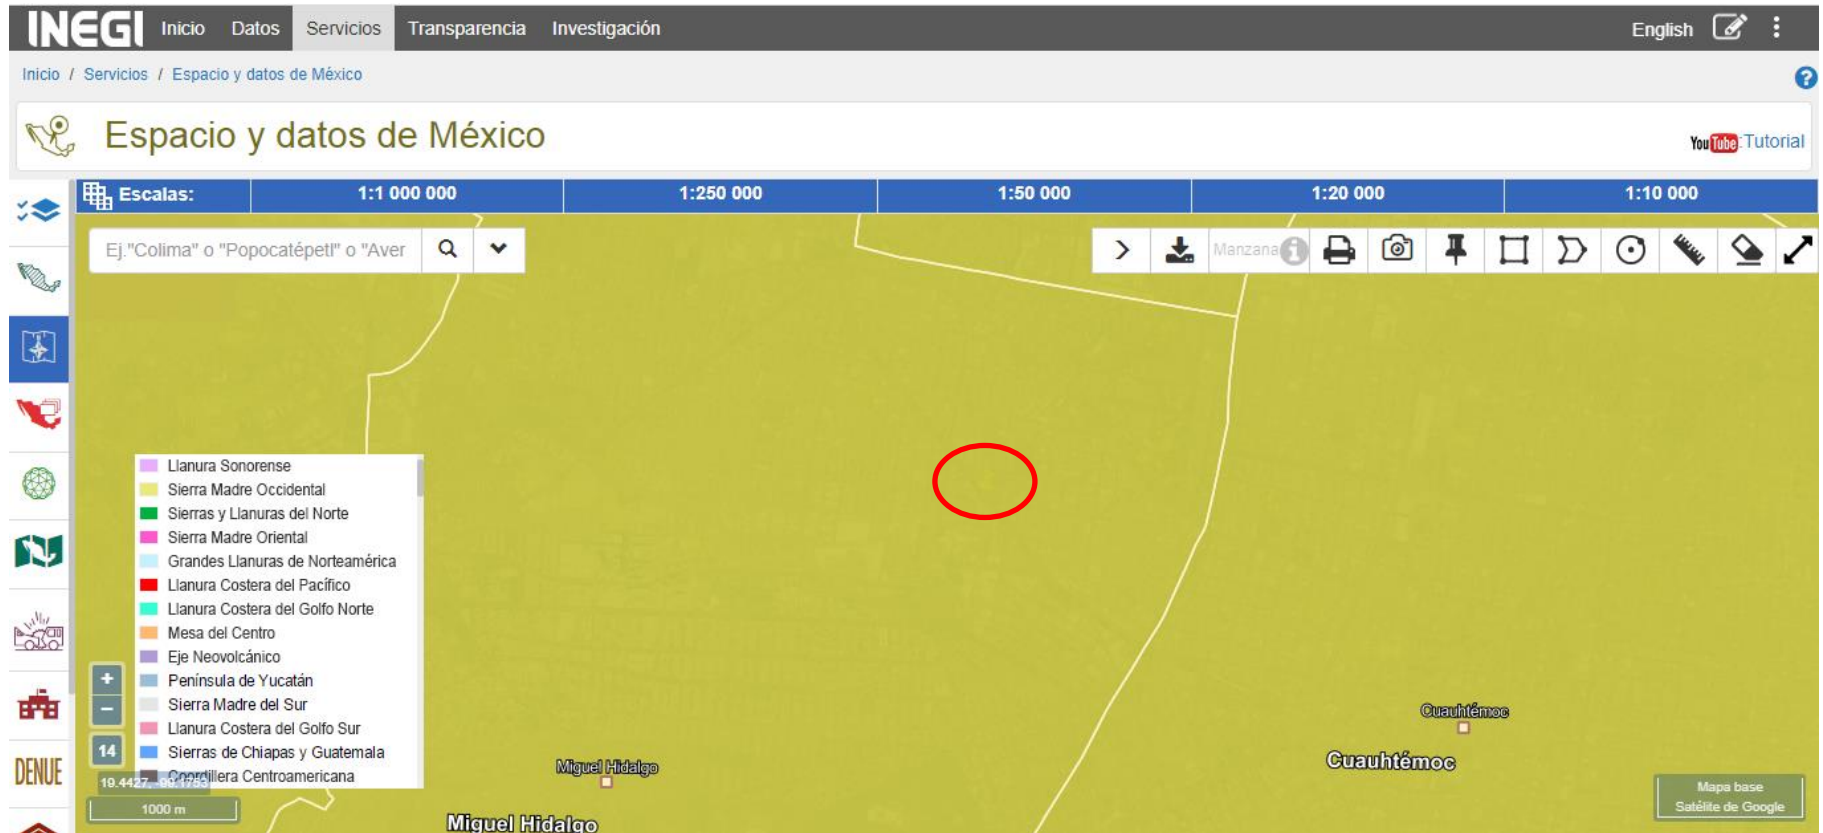 INEGI Inicio Datos Servicios Transparencia Investigación English
Inicio / Servicios / Espacio y datos de México
Espacio y datos de México
YouTube:Tutorial
Escalas: 1:1 000 000 1:250 000 1:50 000 1:20 000 1:10 000
Ej."Colima" o "Popocatépetl" o "Aver
Manzana
Llanura Sonorense
Sierra Madre Occidental
Sierras y Llanuras del Norte
Sierra Madre Oriental
Grandes Llanuras de Norteamérica
Llanura Costera del Pacífico
Llanura Costera del Golfo Norte
Mesa del Centro
Eje Neovolcánico
Península de Yucatán
Sierra Madre del Sur
Llanura Costera del Golfo Sur
Sierras de Chiapas y Guatemala
Cordillera Centroamericana
+
−
14
19.4427, -99.1753
1000 m
DENUE
Miguel Hidalgo
Miguel Hidalgo
Cuauhtémoc
Cuauhtémoc
Mapa base
Satélite de Google